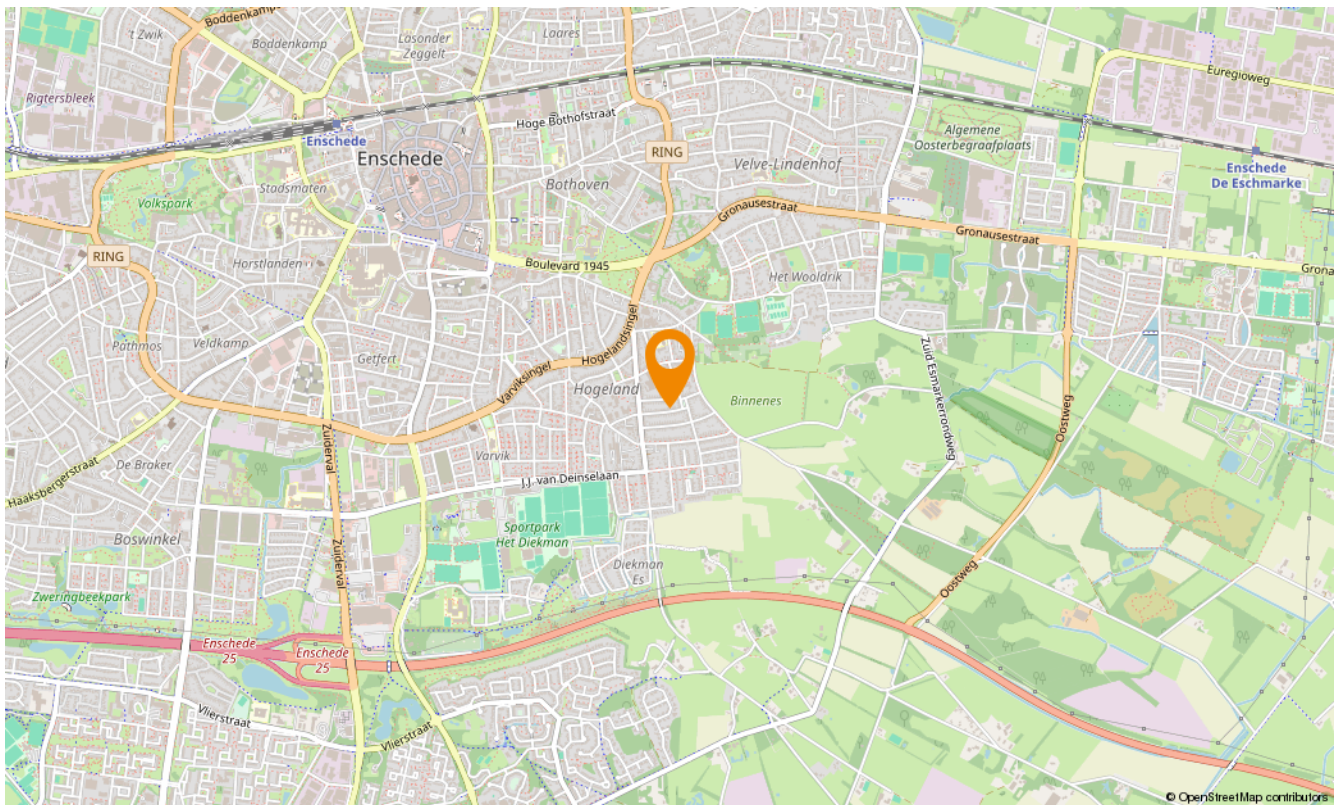 Boddenkamp
't Zwik
Boddenkamp
Lasonder
Zeggelt
Laares
Euregioweg
Rigtersbleek
Hoge Bothofstraat
Enschede
Enschede
RING
Algemene
Oosterbegraafplaats
Velve-Lindenhof
Enschede
De Eschmarke
Stadsmaten
Bothoven
Volkspark
Gronausestraat
Gronausestraat
RING
Horstlanden
Boulevard 1945
Het Wooldrik
Grona
Hogelandsingel
Pathmos
Veldkamp
Getfert
Varviksingel
Hogeland
Binnenes
Zuid Esmarkerrondweg
Oostweg
Zuiderval
De Braker
Varvik
Haaksbergerstraat
J.J. van Deinselaan
Boswinkel
Sportpark
Het Diekman
Zuiderval
Diekman
Es
Oostweg
Zweringbeekpark
Enschede
25
Enschede
25
Vlierstraat
Vlierstraat
© OpenStreetMap contributors